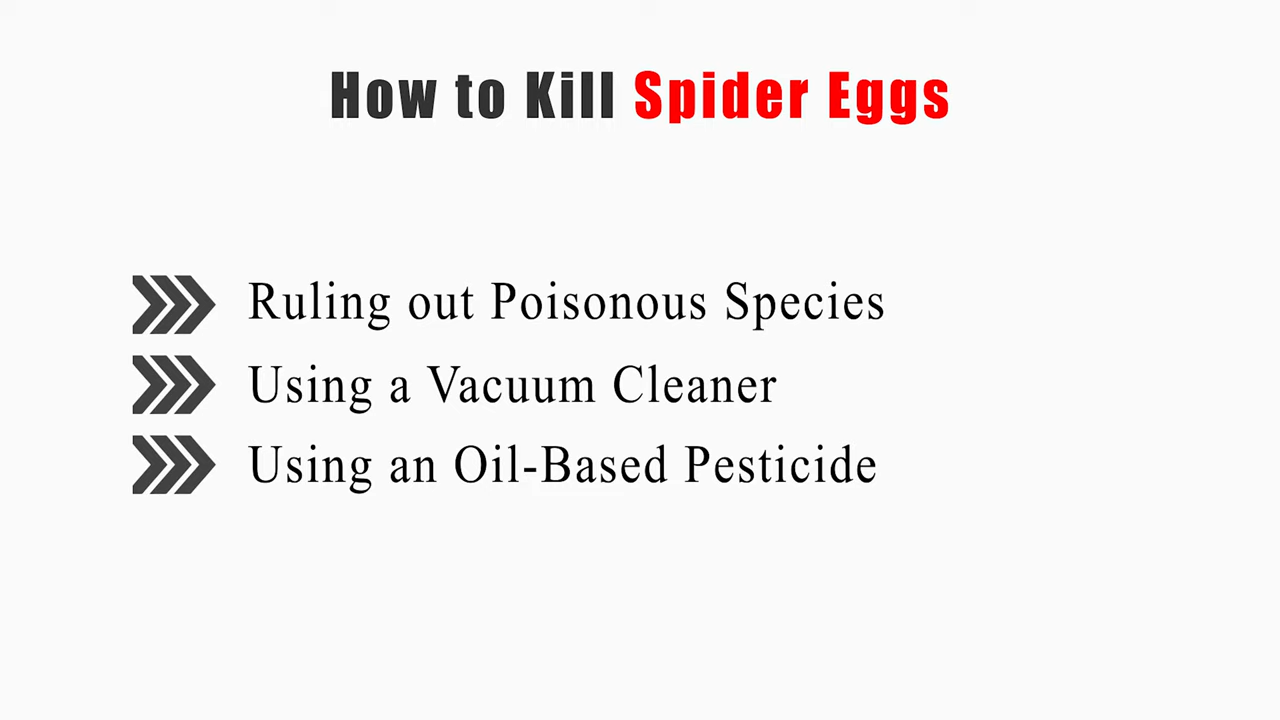 How to Kill Spider Eggs
Ruling out Poisonous Species
Using a Vacuum Cleaner
Using an Oil-Based Pesticide